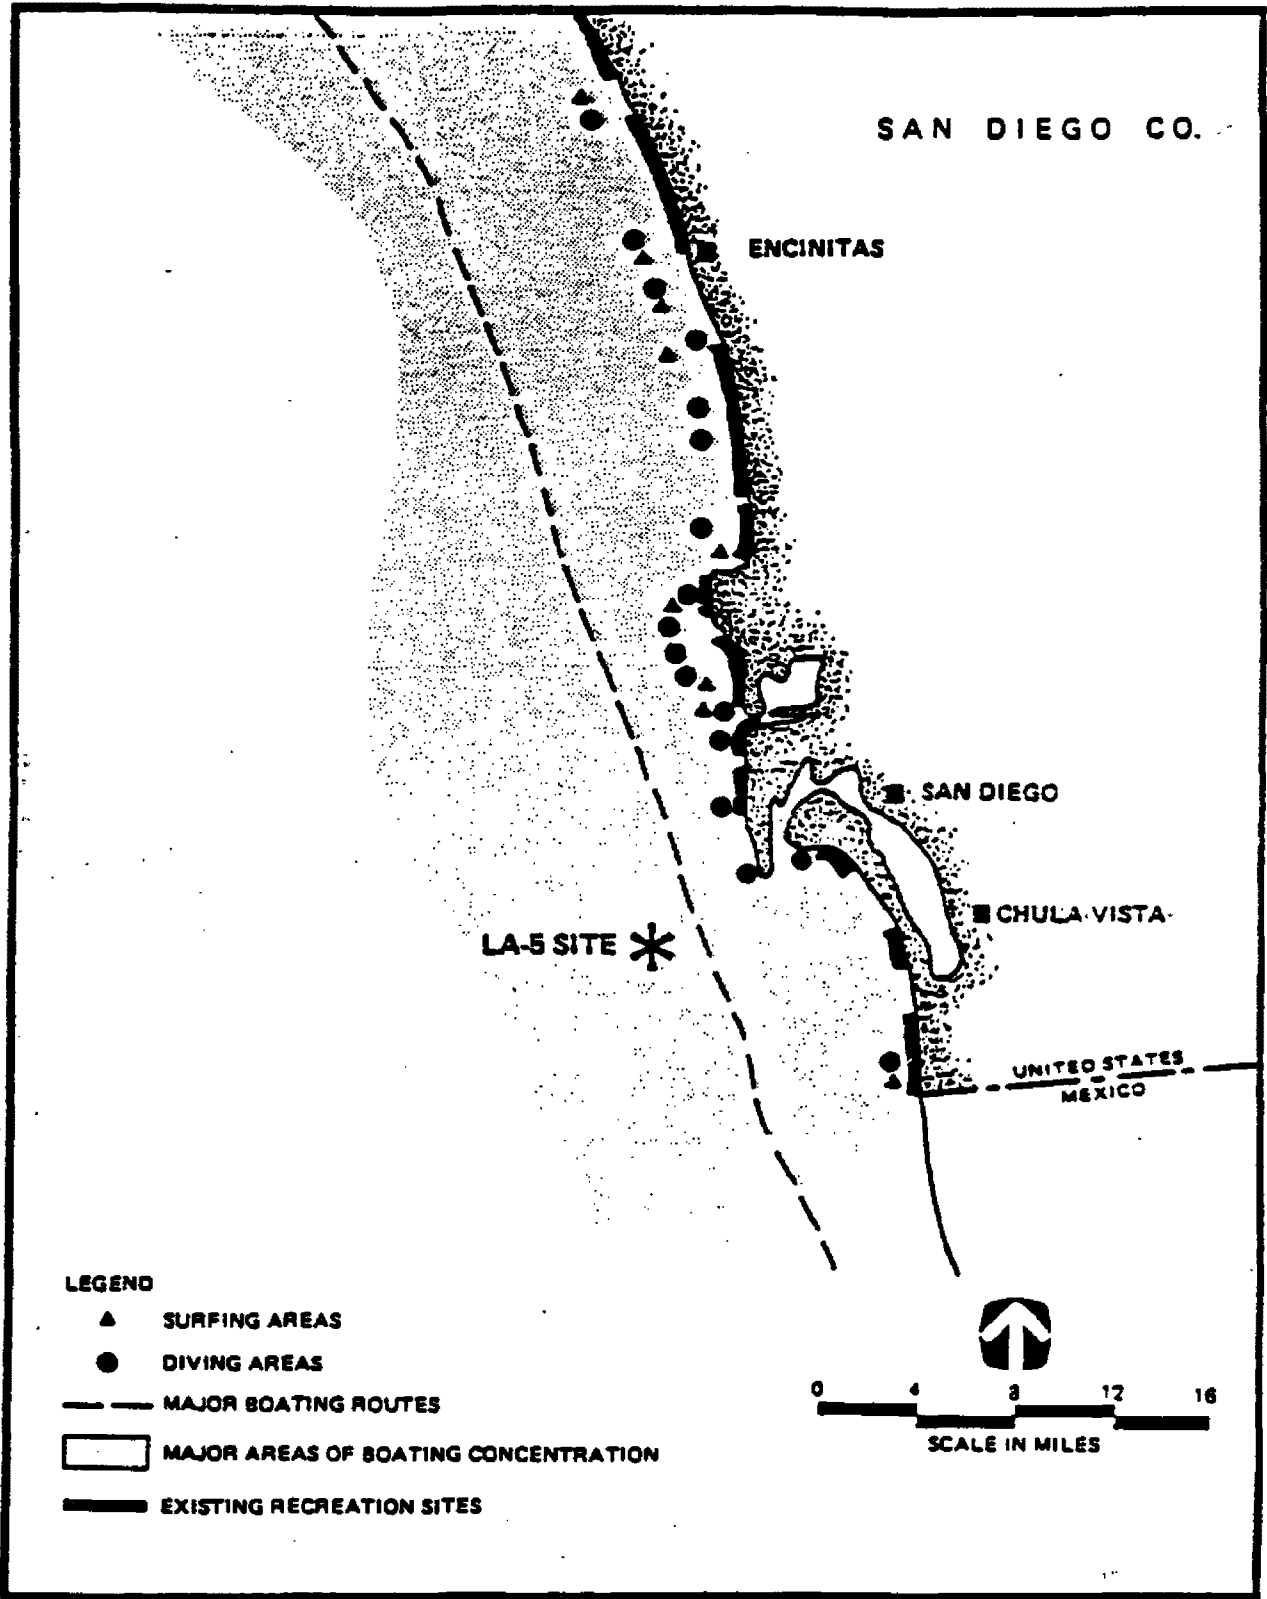 SAN DIEGO CO.
ENCINITAS
SAN DIEGO
CHULA VISTA
LA-5 SITE
UNITED STATES
MEXICO
LEGEND
SURFING AREAS
DIVING AREAS
MAJOR BOATING ROUTES
MAJOR AREAS OF BOATING CONCENTRATION
EXISTING RECREATION SITES
0 4 8 12 16
SCALE IN MILES